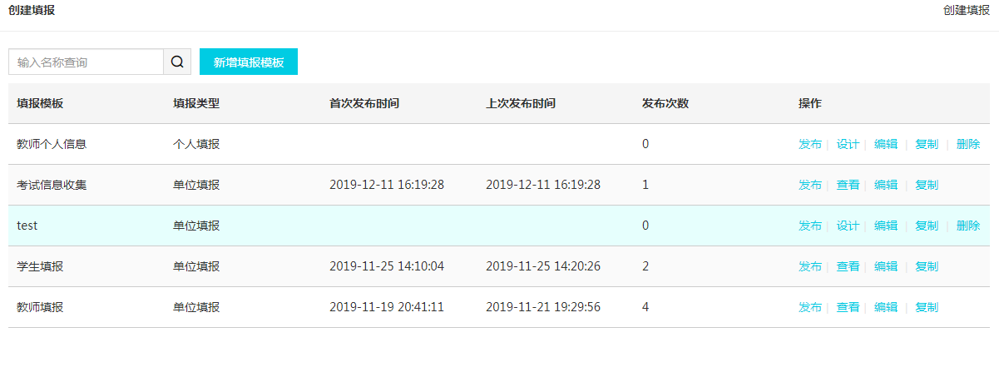 创建填报 创建填报
输入名称查询 新增填报模板
填报模板 填报类型 首次发布时间 上次发布时间 发布次数 操作
教师个人信息 个人填报 0 发布 | 设计 | 编辑 | 复制 | 删除
考试信息收集 单位填报 2019-12-11 16:19:28 2019-12-11 16:19:28 1 发布 | 查看 | 编辑 | 复制
test 单位填报 0 发布 | 设计 | 编辑 | 复制 | 删除
学生填报 单位填报 2019-11-25 14:10:04 2019-11-25 14:20:26 2 发布 | 查看 | 编辑 | 复制
教师填报 单位填报 2019-11-19 20:41:11 2019-11-21 19:29:56 4 发布 | 查看 | 编辑 | 复制